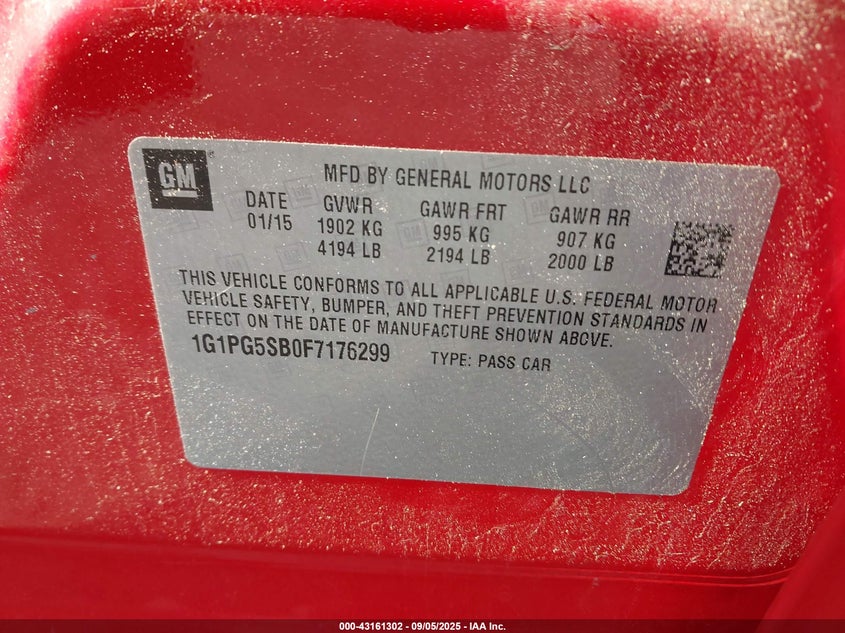 GM
MFD BY GENERAL MOTORS LLC
DATE GVWR GAWR FRT GAWR RR
01/15 1902 KG 995 KG 907 KG
4194 LB 2194 LB 2000 LB
THIS VEHICLE CONFORMS TO ALL APPLICABLE U.S. FEDERAL MOTOR
VEHICLE SAFETY, BUMPER, AND THEFT PREVENTION STANDARDS IN
EFFECT ON THE DATE OF MANUFACTURE SHOWN ABOVE.
1G1PG5SB0F7176299 TYPE: PASS CAR
000-43161302 - 09/05/2025 - IAA Inc.